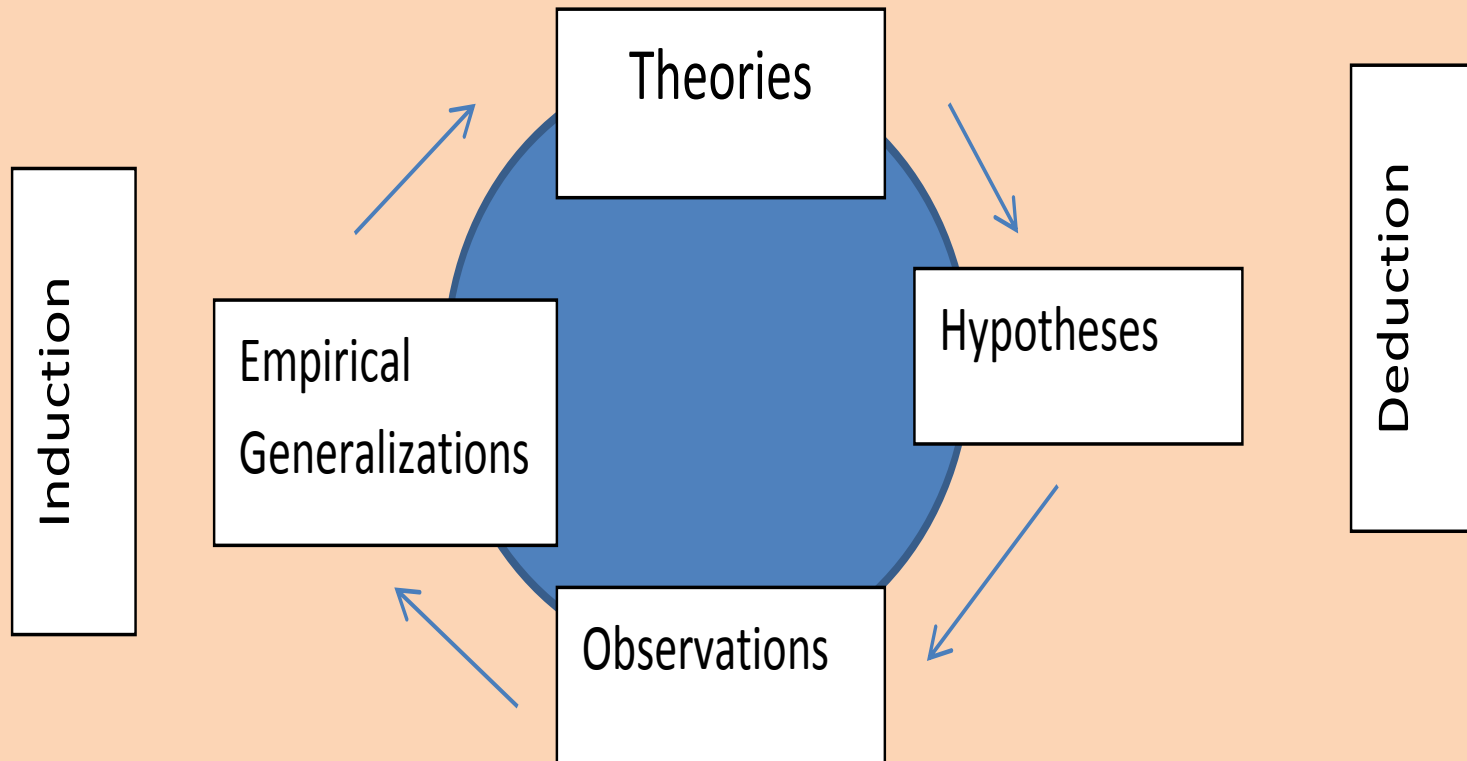 Theories
Induction
Empirical
Generalizations
Hypotheses
Deduction
Observations